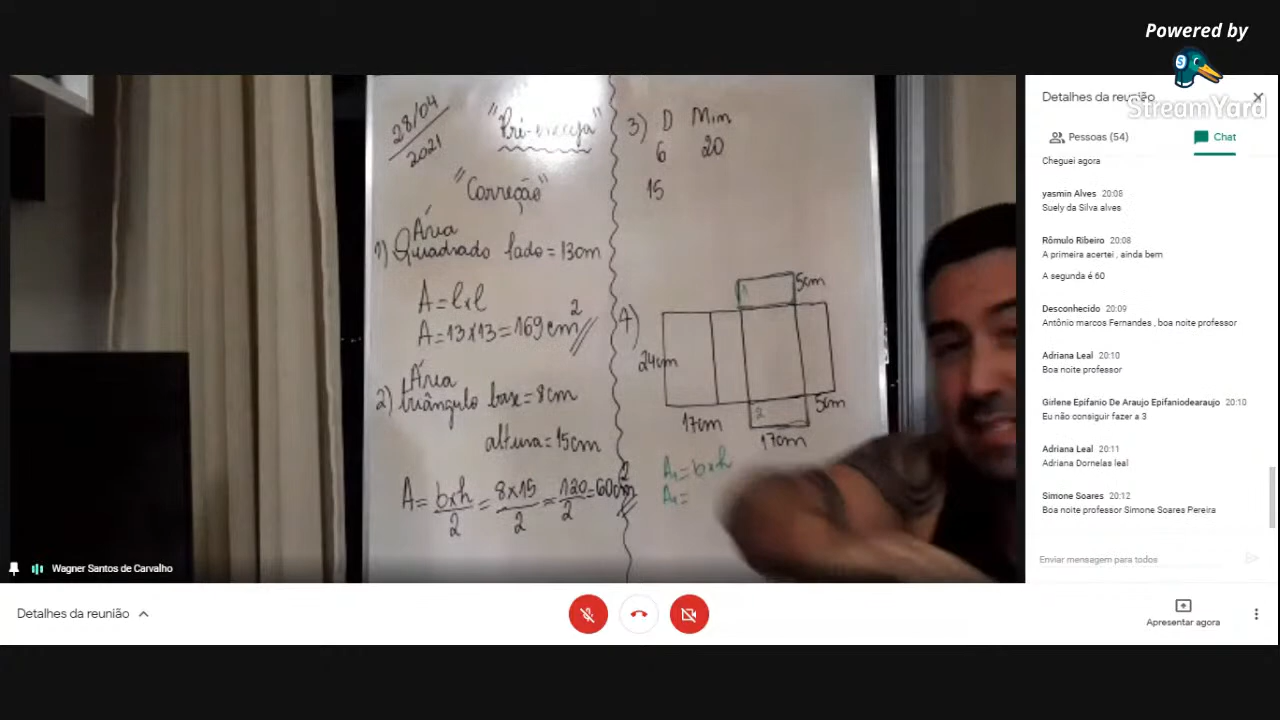 Powered by
StreamYard
28/04
2021
"Correção"
Área
1) Quadrado lado = 13cm
A = l x l
A = 13 x 13 = 169 cm²
Área
2) triângulo base = 8cm
altura = 15cm
A = b x h / 2 = 8 x 15 / 2 = 120 / 2 = 60cm²
3) D Min
6 20
15
4)
1
5cm
24cm
2
5cm
17cm
17cm
A₁ = b x h
A₁ =
Wagner Santos de Carvalho
Detalhes da reunião
Detalhes da reunião
Pessoas (54)
Chat
Cheguei agora
yasmin Alves 20:08
Suely da Silva alves
Rômulo Ribeiro 20:08
A primeira acertei , ainda bem
A segunda é 60
Desconhecido 20:09
Antônio marcos Fernandes , boa noite professor
Adriana Leal 20:10
Boa noite professor
Girlene Epifanio De Araujo Epifaniodearaujo 20:10
Eu não consiguir fazer a 3
Adriana Leal 20:11
Adriana Dornelas leal
Simone Soares 20:12
Boa noite professor Simone Soares Pereira
Enviar mensagem para todos
Apresentar agora